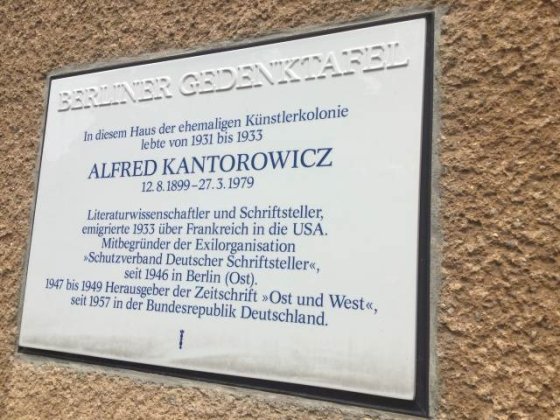 BERLINER GEDENKTAFEL
In diesem Haus der ehemaligen Künstlerkolonie
lebte von 1931 bis 1933
ALFRED KANTOROWICZ
12.8.1899–27.3.1979
Literaturwissenschaftler und Schriftsteller,
emigrierte 1933 über Frankreich in die USA.
Mitbegründer der Exilorganisation
»Schutzverband Deutscher Schriftsteller«,
seit 1946 in Berlin (Ost).
1947 bis 1949 Herausgeber der Zeitschrift »Ost und West«,
seit 1957 in der Bundesrepublik Deutschland.